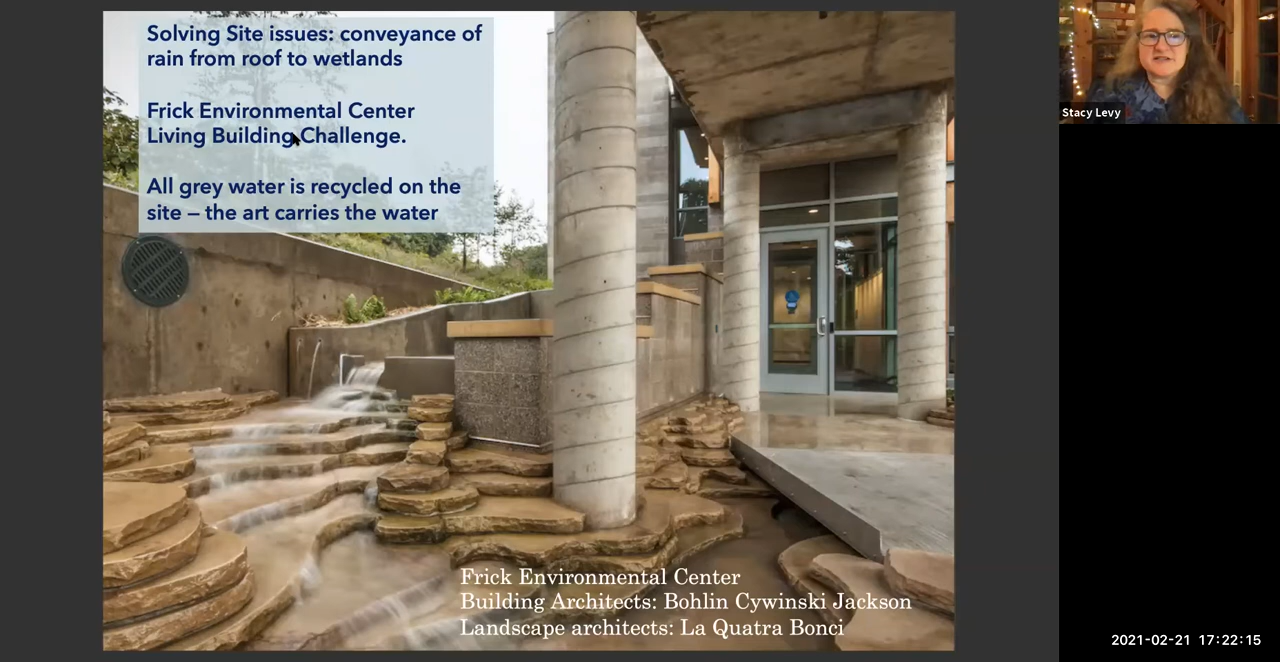 Solving Site issues: conveyance of
rain from roof to wetlands
Frick Environmental Center
Living Building Challenge.
All grey water is recycled on the
site – the art carries the water
Frick Environmental Center
Building Architects: Bohlin Cywinski Jackson
Landscape architects: La Quatra Bonci
Stacy Levy
2021-02-21 17:22:15